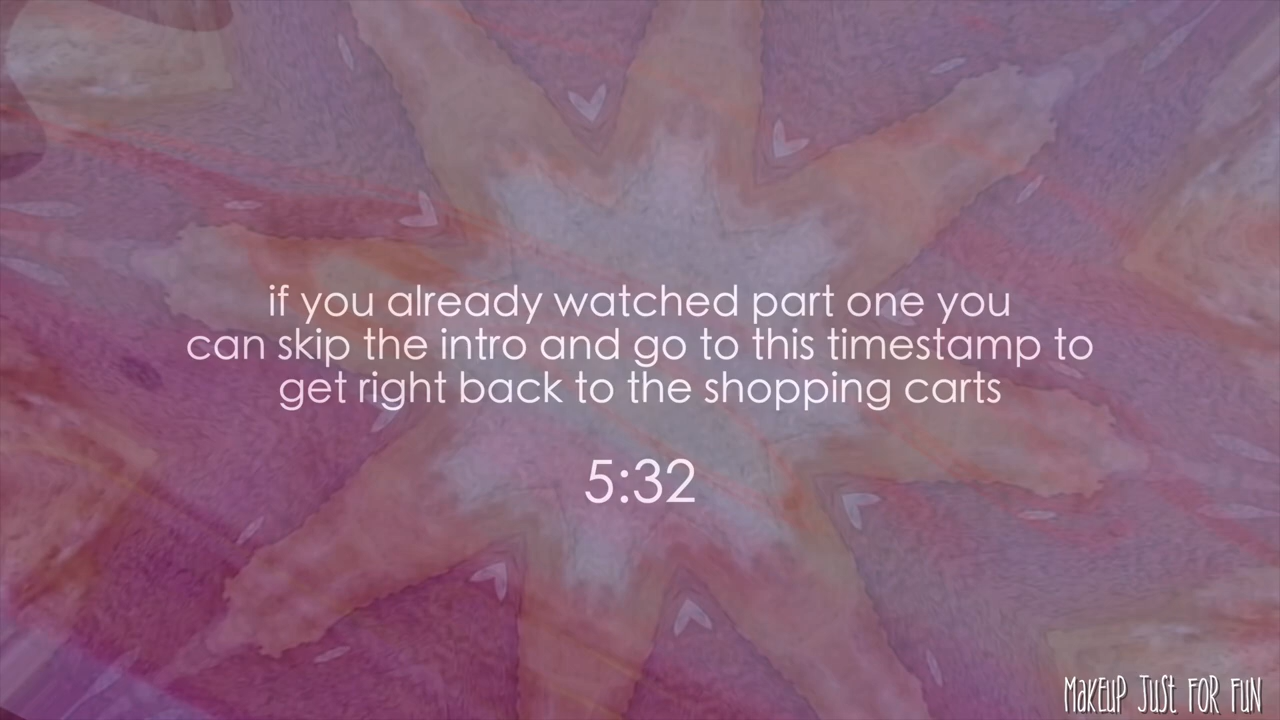 if you already watched part one you
can skip the intro and go to this timestamp to
get right back to the shopping carts
5:32
MAKEUP JUST FOR FUN